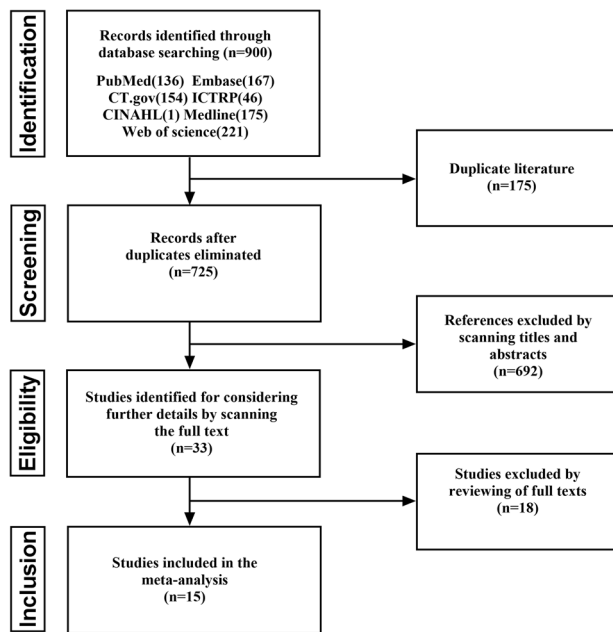 Identification
Records identified through
database searching (n=900)
PubMed(136) Embase(167)
CT.gov(154) ICTRP(46)
CINAHL(1) Medline(175)
Web of science(221)
Duplicate literature
(n=175)
Screening
Records after
duplicates eliminated
(n=725)
References excluded by
scanning titles and
abstracts
(n=692)
Eligibility
Studies identified for considering
further details by scanning
the full text
(n=33)
Studies excluded by
reviewing of full texts
(n=18)
Inclusion
Studies included in the
meta-analysis
(n=15)